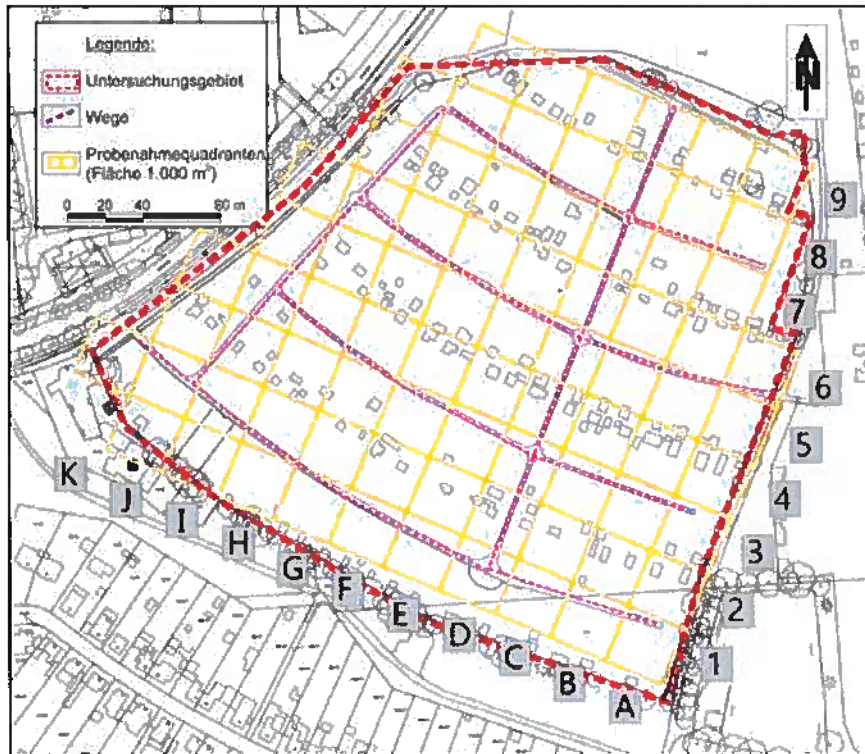 Legende:
Untersuchungsgebiet
Wege
Probenahmequadranten
(Fläche 1.000 m²)
0 20 40 80 m
N
9
8
7
6
5
4
3
2
1
K
J
I
H
G
F
E
D
C
B
A